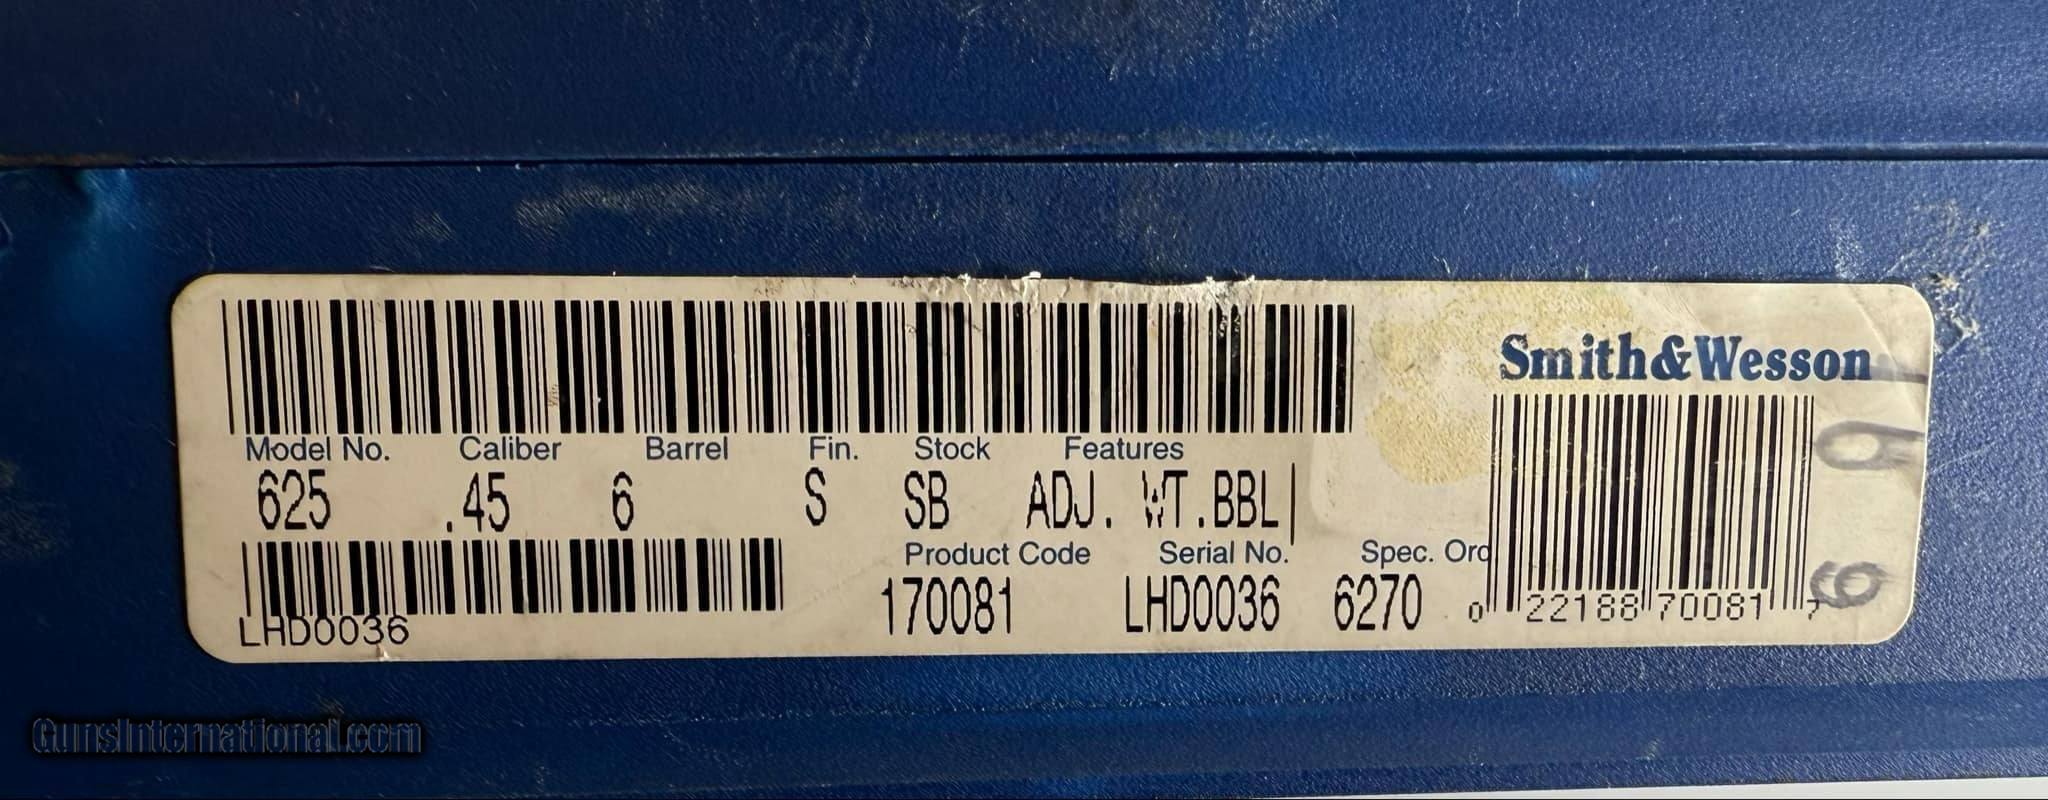 Smith&Wesson
Model No. Caliber Barrel Fin. Stock Features
625 .45 6 S SB ADJ. WT.BBL
Product Code Serial No. Spec. Ord
170081 LHD0036 6270
LHD0036
0 22188 70081 7
GunsInternational.com